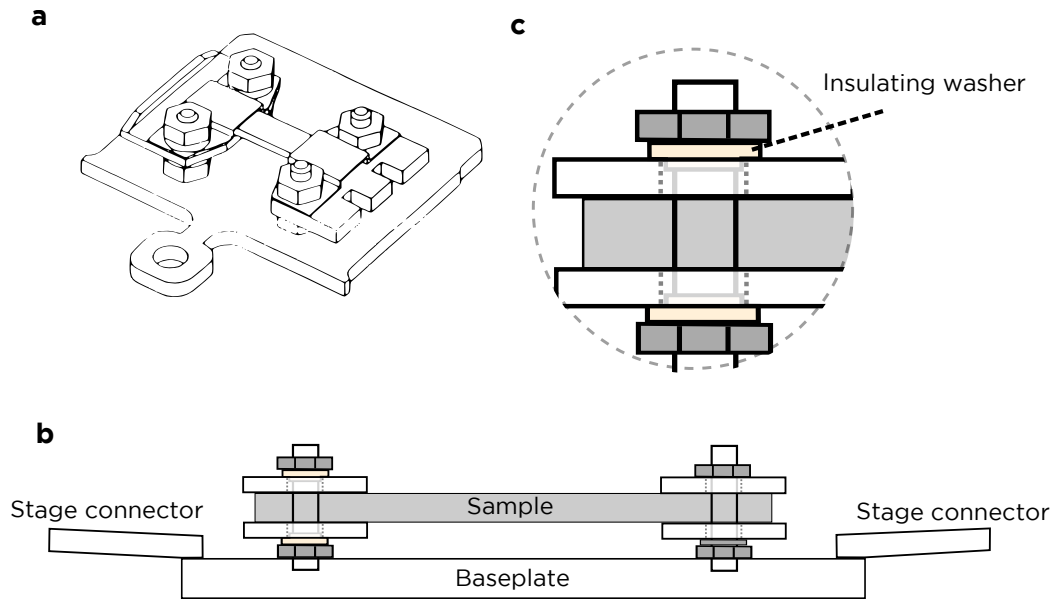 a
c
Insulating washer
b
Stage connector
Sample
Stage connector
Baseplate